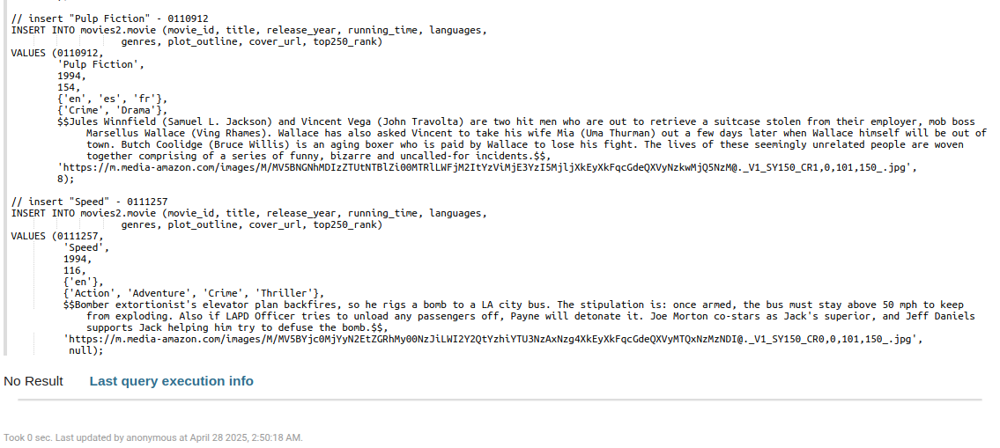 // insert "Pulp Fiction" - 0110912
INSERT INTO movies2.movie (movie_id, title, release_year, running_time, languages,
genres, plot_outline, cover_url, top250_rank)
VALUES (0110912,
'Pulp Fiction',
1994,
154,
{'en', 'es', 'fr'},
{'Crime', 'Drama'},
$$Jules Winnfield (Samuel L. Jackson) and Vincent Vega (John Travolta) are two hit men who are out to retrieve a suitcase stolen from their employer, mob boss
Marsellus Wallace (Ving Rhames). Wallace has also asked Vincent to take his wife Mia (Uma Thurman) out a few days later when Wallace himself will be out of
town. Butch Coolidge (Bruce Willis) is an aging boxer who is paid by Wallace to lose his fight. The lives of these seemingly unrelated people are woven
together comprising of a series of funny, bizarre and uncalled-for incidents.$$,
'https://m.media-amazon.com/images/M/MV5BNGNhMDIzZTUtNTBlZi00MTRlLWFjM2ItYzViMjE3YzI5MjljXkEyXkFqcGdeQXVyNzkwMjQ5NzM@._V1_SY150_CR1,0,101,150_.jpg',
8);
// insert "Speed" - 0111257
INSERT INTO movies2.movie (movie_id, title, release_year, running_time, languages,
genres, plot_outline, cover_url, top250_rank)
VALUES (0111257,
'Speed',
1994,
116,
{'en'},
{'Action', 'Adventure', 'Crime', 'Thriller'},
$$Bomber extortionist's elevator plan backfires, so he rigs a bomb to a LA city bus. The stipulation is: once armed, the bus must stay above 50 mph to keep
from exploding. Also if LAPD Officer tries to unload any passengers off, Payne will detonate it. Joe Morton co-stars as Jack's superior, and Jeff Daniels
supports Jack helping him try to defuse the bomb.$$,
'https://m.media-amazon.com/images/M/MV5BYjc0MjYyN2EtZGRhMy00NzJiLWI2Y2QtYzhiYTU3NzAxNzg4XkEyXkFqcGdeQXVyMTQxNzMzNDI@._V1_SY150_CR0,0,101,150_.jpg',
null);
No Result Last query execution info
Took 0 sec. Last updated by anonymous at April 28 2025, 2:50:18 AM.